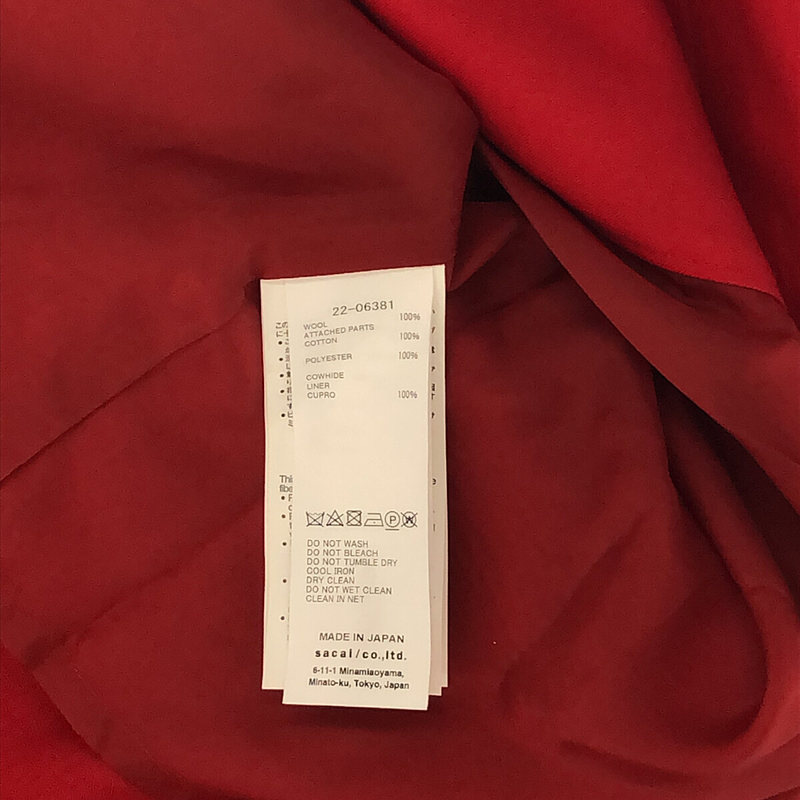 22-06381
WOOL 100%
ATTACHED PARTS
COTTON 100%
POLYESTER 100%
COWHIDE
LINER
CUPRO 100%
P
DO NOT WASH
DO NOT BLEACH
DO NOT TUMBLE DRY
COOL IRON
DRY CLEAN
DO NOT WET CLEAN
CLEAN IN NET
MADE IN JAPAN
sacai/co.,ltd.
6-11-1 Minamiaoyama,
Minato-ku, Tokyo, Japan